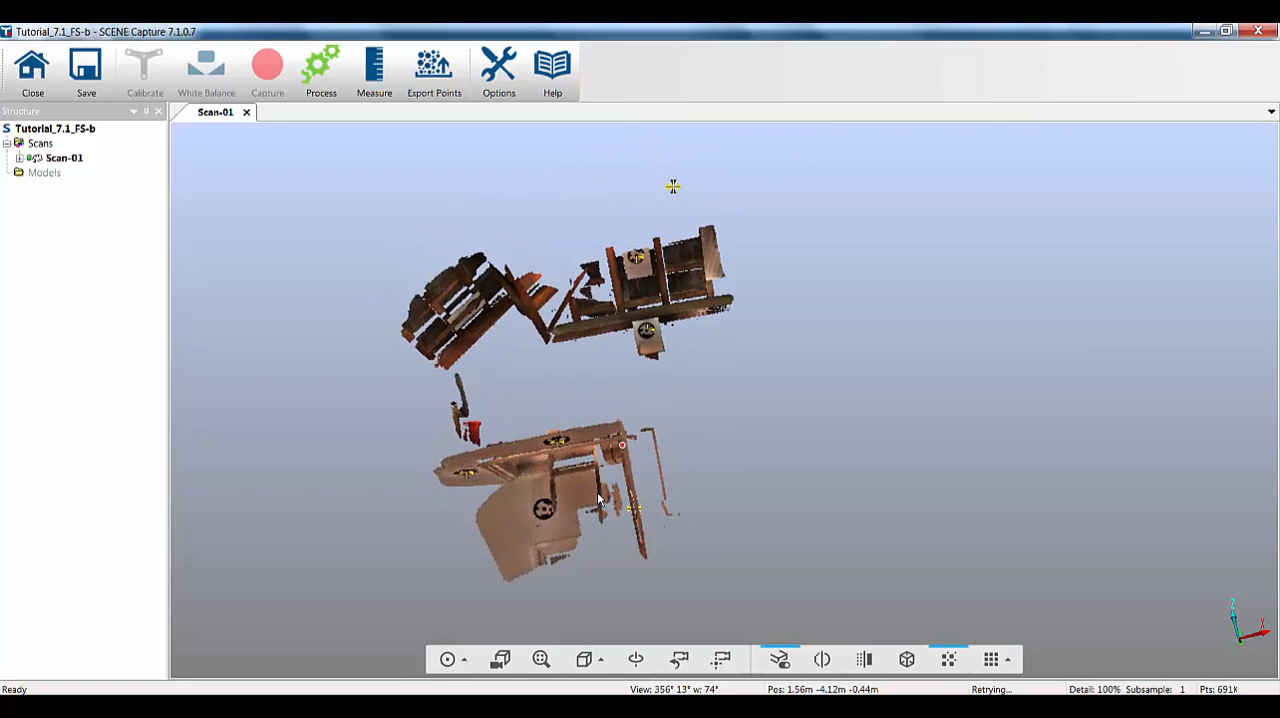 Tutorial_7.1_FS-b - SCENE Capture 7.1.0.7
Close Save Calibrate White Balance Capture Process Measure Export Points Options Help
Structure
Scan-01
Tutorial_7.1_FS-b
Scans
Scan-01
Models
Z
X
Ready
View: 356° 13° w: 74°
Pos: 1.56m -4.12m -0.44m
Retrying...
Detail: 100% Subsample: 1
Pts: 691K